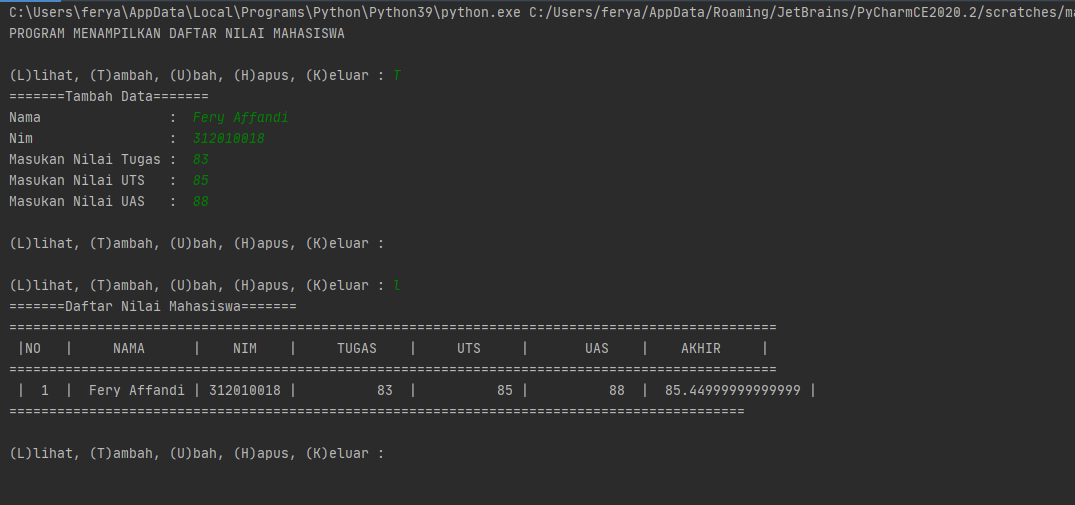 C:\Users\ferya\AppData\Local\Programs\Python\Python39\python.exe C:/Users/ferya/AppData/Roaming/JetBrains/PyCharmCE2020.2/scratches/ma
PROGRAM MENAMPILKAN DAFTAR NILAI MAHASISWA
(L)lihat, (T)ambah, (U)bah, (H)apus, (K)eluar : T
=======Tambah Data=======
Nama                :  Fery Affandi
Nim                 :  312010018
Masukan Nilai Tugas :  83
Masukan Nilai UTS   :  85
Masukan Nilai UAS   :  88
(L)lihat, (T)ambah, (U)bah, (H)apus, (K)eluar :
(L)lihat, (T)ambah, (U)bah, (H)apus, (K)eluar : l
=======Daftar Nilai Mahasiswa=======
================================================================================================
 |NO   |     NAMA      |    NIM    |     TUGAS    |     UTS     |       UAS    |    AKHIR     |
================================================================================================
 |  1  |  Fery Affandi | 312010018 |          83  |          85 |          88  |  85.44999999999999 |
============================================================================================
(L)lihat, (T)ambah, (U)bah, (H)apus, (K)eluar :